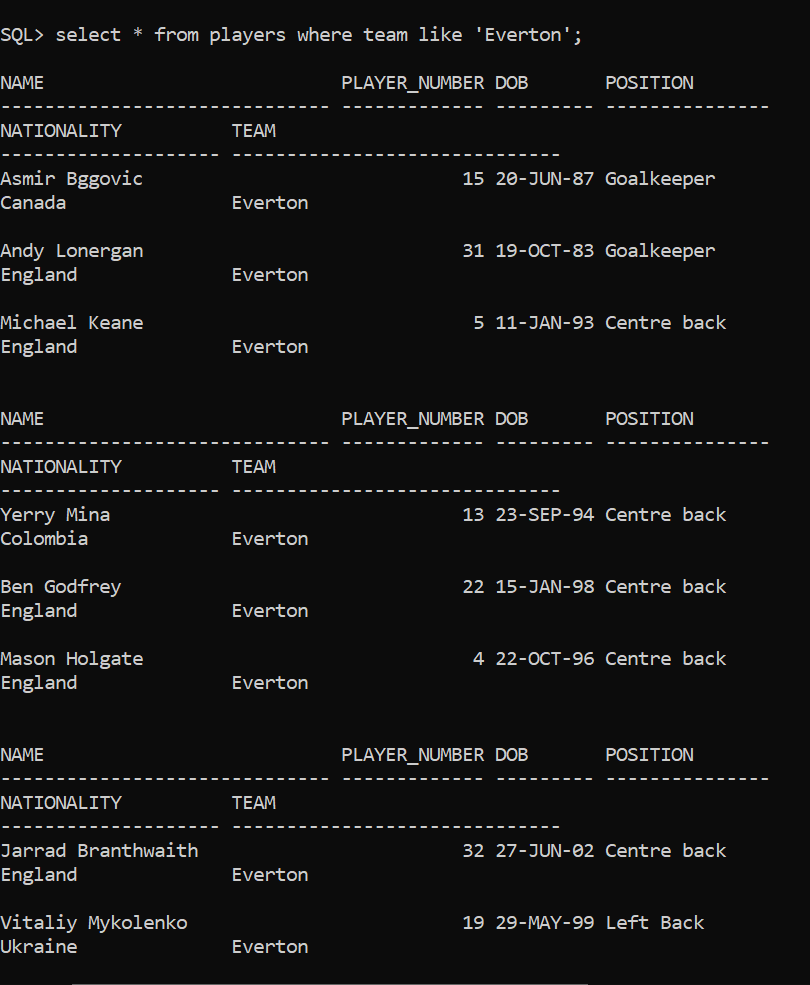 SQL> select * from players where team like 'Everton';
NAME                           PLAYER_NUMBER DOB       POSITION
------------------------------ ------------- --------- ---------------
NATIONALITY          TEAM
-------------------- ------------------------------
Asmir Bggovic                             15 20-JUN-87 Goalkeeper
Canada               Everton
Andy Lonergan                             31 19-OCT-83 Goalkeeper
England              Everton
Michael Keane                              5 11-JAN-93 Centre back
England              Everton
NAME                           PLAYER_NUMBER DOB       POSITION
------------------------------ ------------- --------- ---------------
NATIONALITY          TEAM
-------------------- ------------------------------
Yerry Mina                                13 23-SEP-94 Centre back
Colombia             Everton
Ben Godfrey                               22 15-JAN-98 Centre back
England              Everton
Mason Holgate                              4 22-OCT-96 Centre back
England              Everton
NAME                           PLAYER_NUMBER DOB       POSITION
------------------------------ ------------- --------- ---------------
NATIONALITY          TEAM
-------------------- ------------------------------
Jarrad Branthwaith                        32 27-JUN-02 Centre back
England              Everton
Vitaliy Mykolenko                         19 29-MAY-99 Left Back
Ukraine              Everton